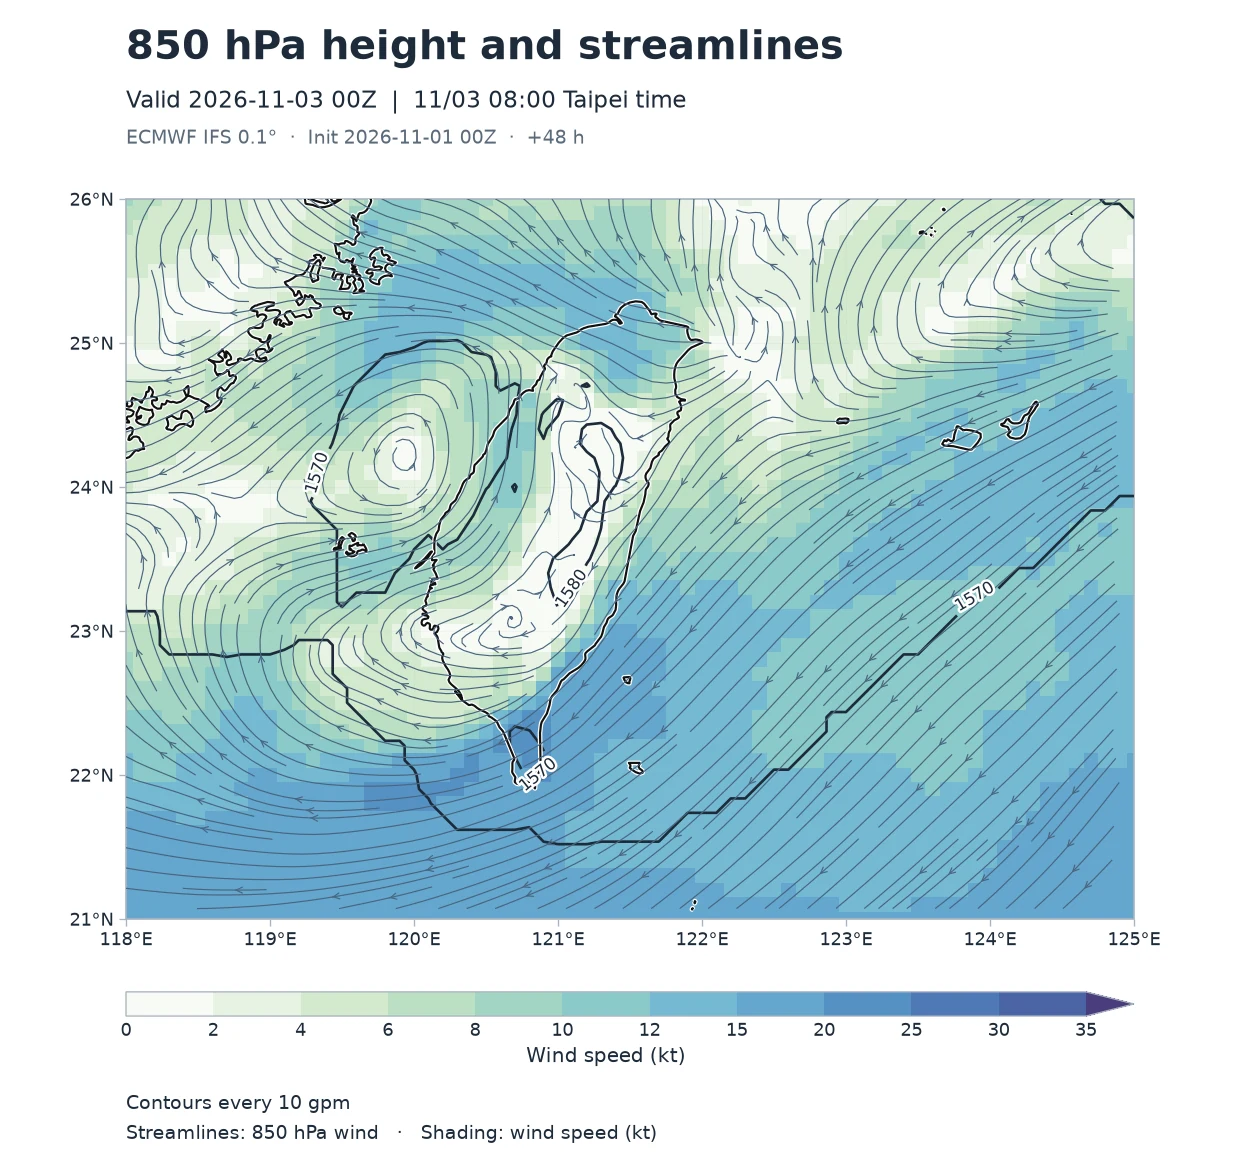 850 hPa height and streamlines
Valid 2026-11-03 00Z | 11/03 08:00 Taipei time
ECMWF IFS 0.1° · Init 2026-11-01 00Z · +48 h
26°N
25°N
1570
24°N
1580
1570
23°N
22°N
1570
21°N
118°E 119°E 120°E 121°E 122°E 123°E 124°E 125°E
0 2 4 6 8 10 12 15 20 25 30 35
Wind speed (kt)
Contours every 10 gpm
Streamlines: 850 hPa wind · Shading: wind speed (kt)